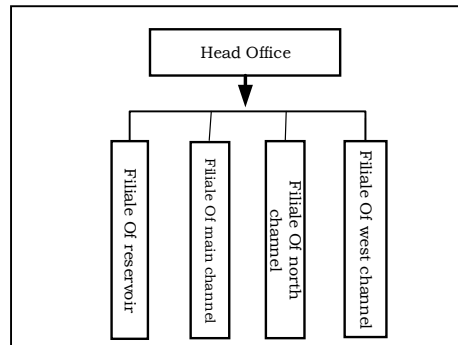 Head Office
Filiale Of reservoir
Filiale Of main channel
Filiale Of north
channel
Filiale Of west channel